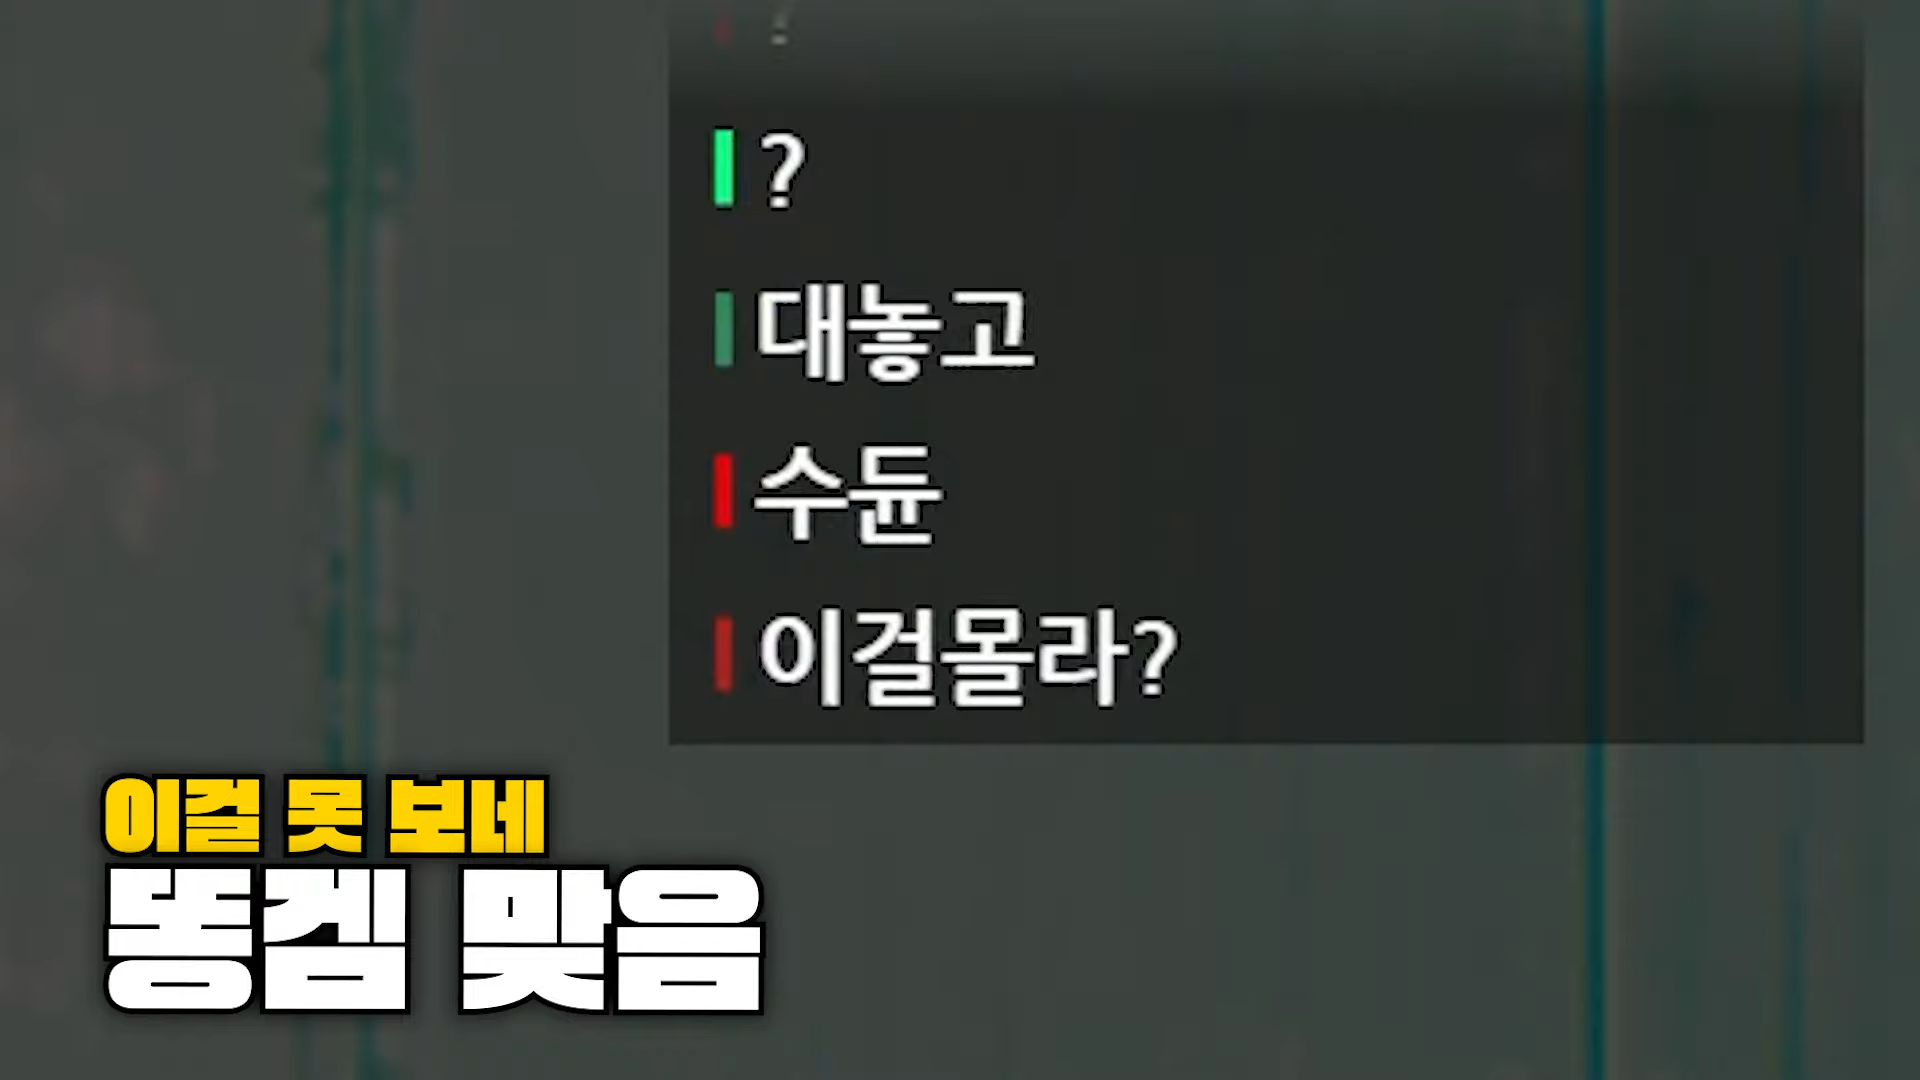 ?
?
대놓고
수듄
이걸몰라?
이걸 못 보네
똥겜 맞음